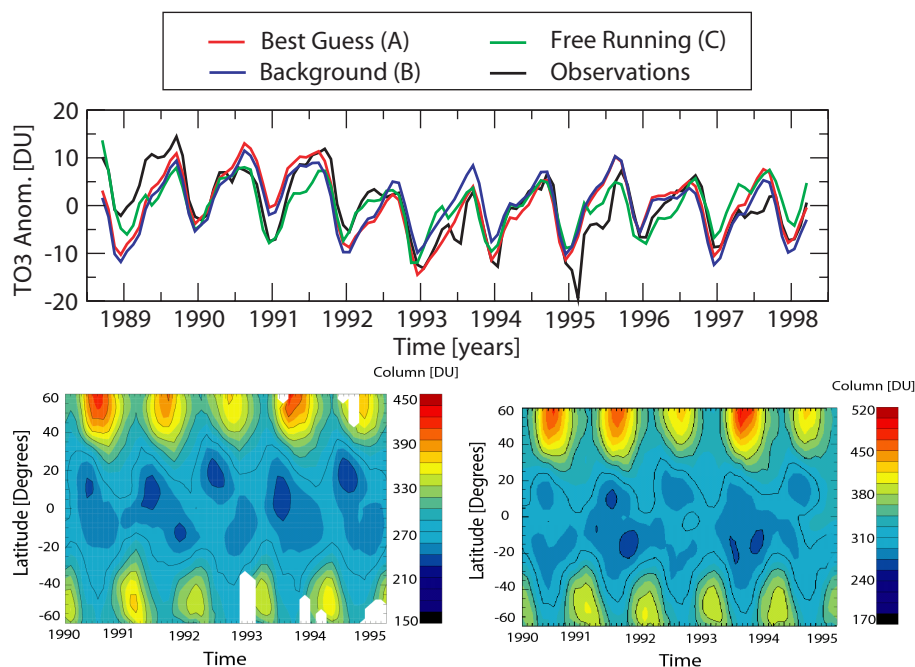 Best Guess (A)
Free Running (C)
Background (B)
Observations
TO3 Anom. [DU]
20
10
0
-10
-20
1989 1990 1991 1992 1993 1994 1995 1996 1997 1998
Time [years]
Column [DU]
Latitude [Degrees]
60
40
20
0
-20
-40
-60
1990 1991 1992 1993 1994 1995
Time
450
390
330
270
210
150
Column [DU]
Latitude [Degrees]
60
40
20
0
-20
-40
-60
1990 1991 1992 1993 1994 1995
Time
520
450
380
310
240
170